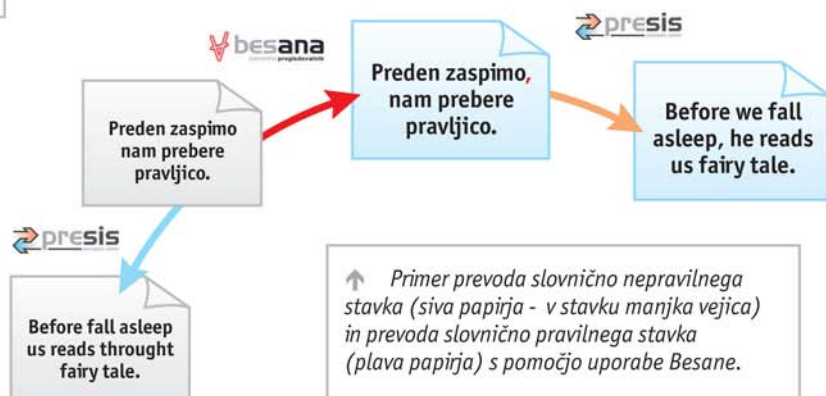 besana
presis
Preden zaspimo,
nam prebere
pravljico.
Before we fall
asleep, he reads
us fairy tale.
Preden zaspimo
nam prebere
pravljico.
presis
Before fall asleep
us reads throught
fairy tale.
↑ Primer prevoda slovnično nepravilnega
stavka (siva papirja - v stavku manjka vejica)
in prevoda slovnično pravilnega stavka
(plava papirja) s pomočjo uporabe Besane.